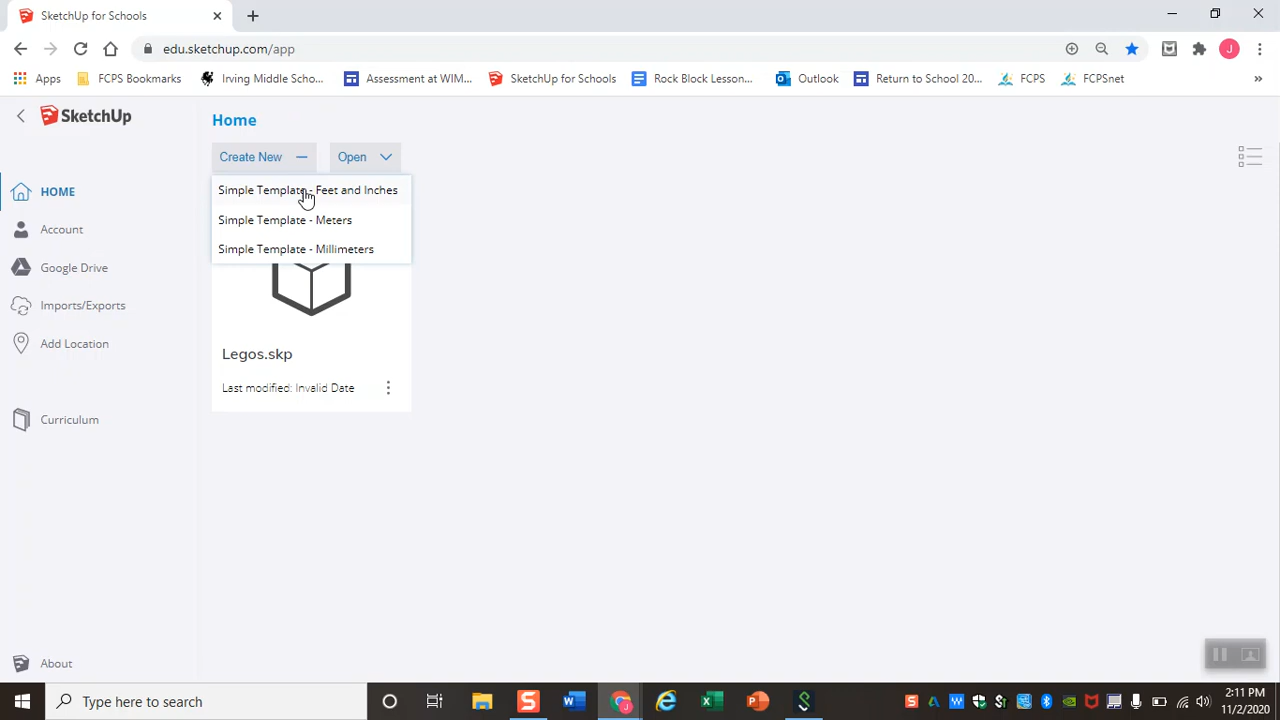 SketchUp for Schools
edu.sketchup.com/app
J
Apps
FCPS Bookmarks
Irving Middle Scho...
Assessment at WIM...
SketchUp for Schools
Rock Block Lesson...
Outlook
Return to School 20...
FCPS
FCPSnet
»
SketchUp
Home
Create New
Open
HOME
Simple Template - Feet and Inches
Simple Template - Meters
Simple Template - Millimeters
Account
Google Drive
Imports/Exports
Add Location
Legos.skp
Last modified: Invalid Date
Curriculum
About
Type here to search
2:11 PM
11/2/2020